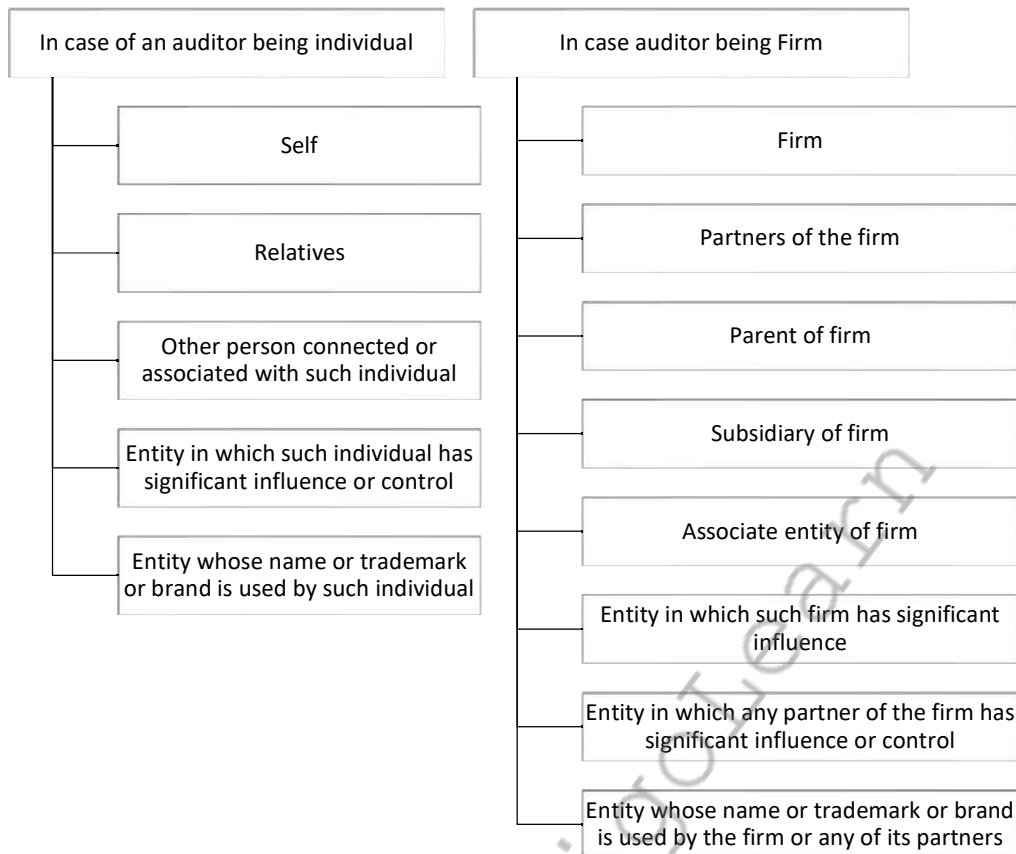 In case of an auditor being individual
Self
Relatives
Other person connected or
associated with such individual
Entity in which such individual has
significant influence or control
Entity whose name or trademark
or brand is used by such individual
In case auditor being Firm
Firm
Partners of the firm
Parent of firm
Subsidiary of firm
Associate entity of firm
Entity in which such firm has significant
influence
Entity in which any partner of the firm has
significant influence or control
Entity whose name or trademark or brand
is used by the firm or any of its partners